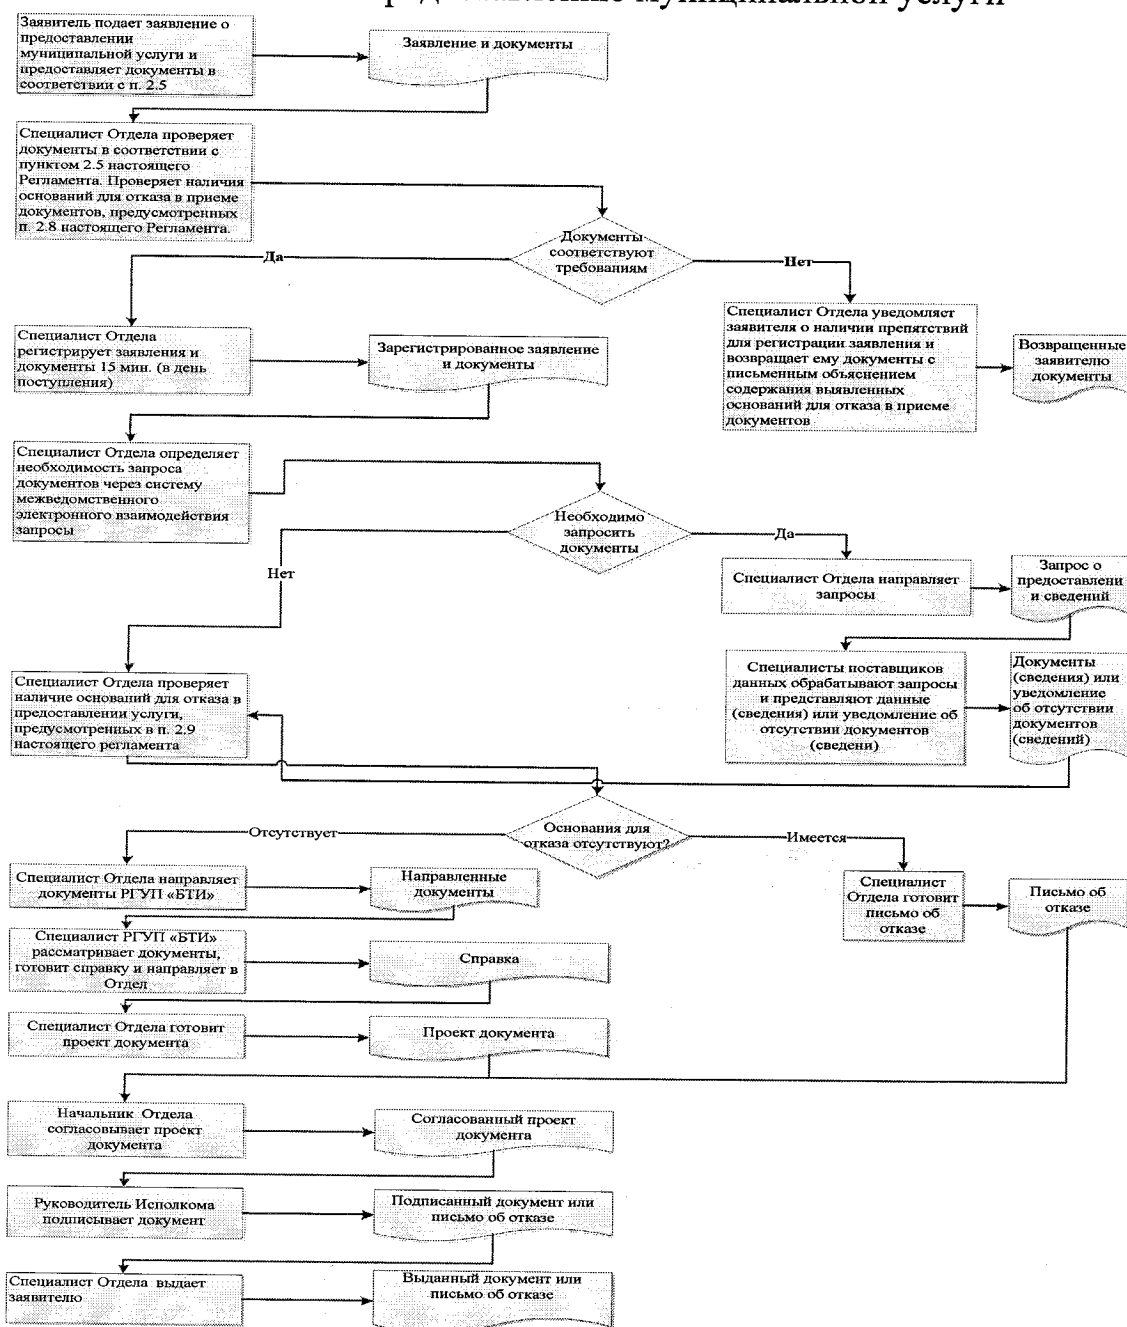 муниципальной услуги
Заявитель подает заявление о
предоставлении
муниципальной услуги и
предоставляет документы в
соответствии с п. 2.5
Заявление и документы
Специалист Отдела проверяет
документы в соответствии с
пунктом 2.5 настоящего
Регламента. Проверяет наличия
оснований для отказа в приеме
документов, предусмотренных
п. 2.8 настоящего Регламента.
Документы
соответствуют
требованиям
Да
Нет
Специалист Отдела
регистрирует заявления и
документы 15 мин. (в день
поступления)
Зарегистрированное заявление
и документы
Специалист Отдела уведомляет
заявителя о наличии препятствий
для регистрации заявления и
возвращает ему документы с
письменным объяснением
содержания выявленных
оснований для отказа в приеме
документов
Возвращенные
заявителю
документы
Специалист Отдела определяет
необходимость запроса
документов через систему
межведомственного
электронного взаимодействия
запросы
Необходимо
запросить
документы
Да
Нет
Специалист Отдела направляет
запросы
Запрос о
предоставлени
и сведений
Специалисты поставщиков
данных обрабатывают запросы
и представляют данные
(сведения) или уведомление об
отсутствии документов
(сведени)
Документы
(сведения) или
уведомление
об отсутствии
документов
(сведений)
Специалист Отдела проверяет
наличие оснований для отказа в
предоставлении услуги,
предусмотренных в п. 2.9
настоящего регламента
Основания для
отказа отсутствуют?
Отсутствует
Имеется
Специалист Отдела направляет
документы РГУП «БТИ»
Направленные
документы
Специалист
Отдела готовит
письмо об
отказе
Письмо об
отказе
Специалист РГУП «БТИ»
рассматривает документы,
готовит справку и направляет в
Отдел
Справка
Специалист Отдела готовит
проект документа
Проект документа
Начальник Отдела
согласовывает проект
документа
Согласованный проект
документа
Руководитель Исполкома
подписывает документ
Подписанный документ или
письмо об отказе
Специалист Отдела выдает
заявителю
Выданный документ или
письмо об отказе